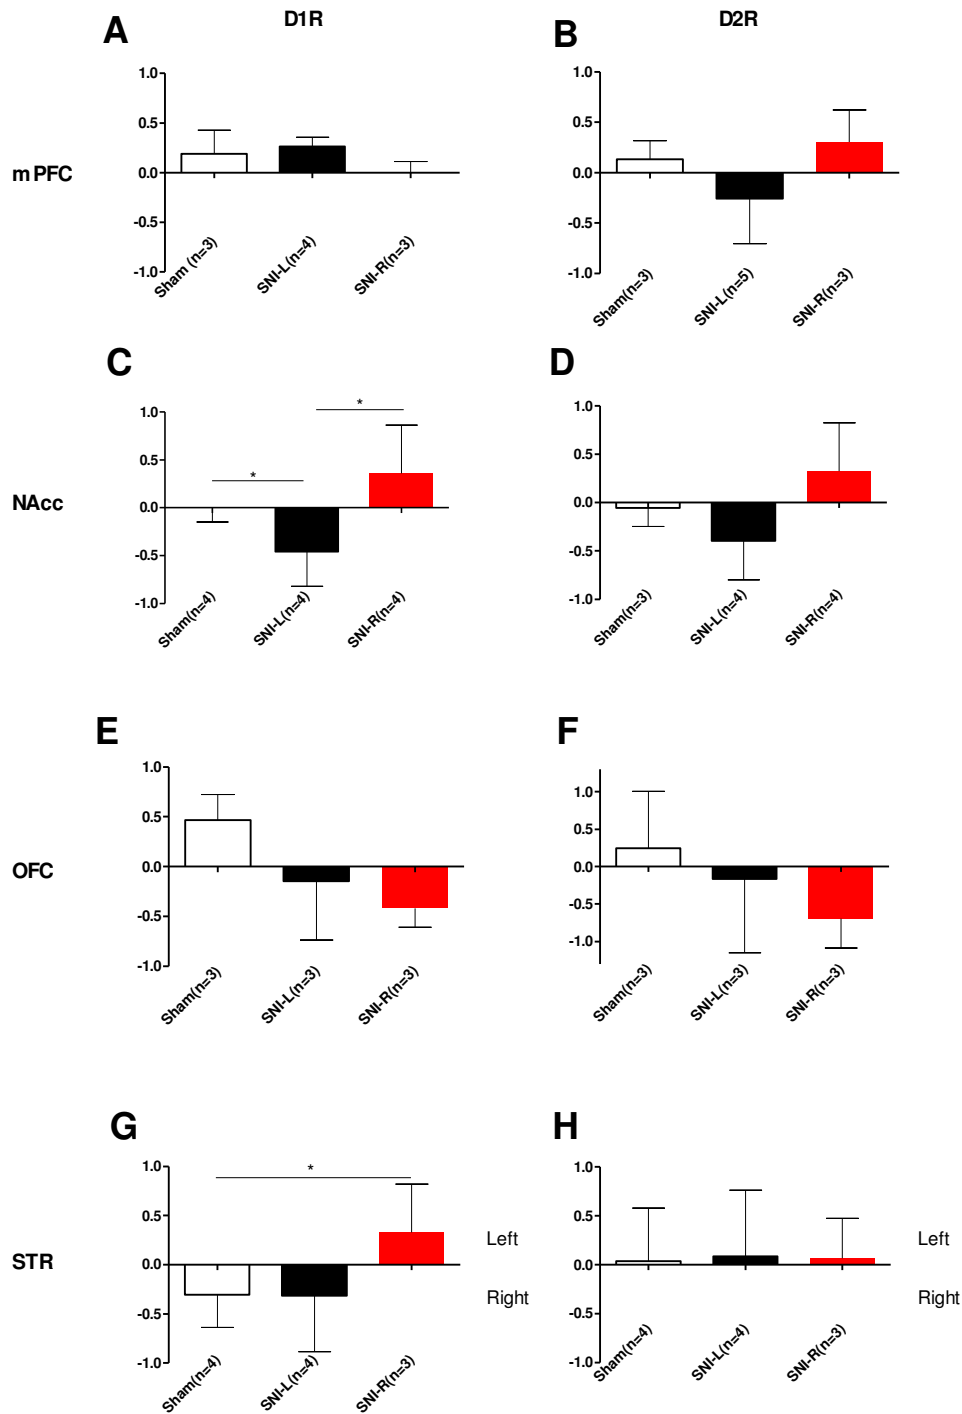 D1R
D2R
A
B
mPFC
1.0
0.5
0.0
-0.5
-1.0
Sham (n=3)
SNI-L(n=4)
SNI-R(n=3)
1.0
0.5
0.0
-0.5
-1.0
Sham(n=3)
SNI-L(n=5)
SNI-R(n=3)
C
D
NAcc
1.0
0.5
0.0
-0.5
-1.0
*
*
Sham(n=4)
SNI-L(n=4)
SNI-R(n=4)
1.0
0.5
0.0
-0.5
-1.0
Sham(n=3)
SNI-L(n=4)
SNI-R(n=4)
E
F
OFC
1.0
0.5
0.0
-0.5
-1.0
Sham(n=3)
SNI-L(n=3)
SNI-R(n=3)
1.0
0.5
0.0
-0.5
-1.0
Sham(n=3)
SNI-L(n=3)
SNI-R(n=3)
G
H
STR
1.0
0.5
0.0
-0.5
-1.0
*
Left
Right
Sham(n=4)
SNI-L(n=4)
SNI-R(n=3)
1.0
0.5
0.0
-0.5
-1.0
Left
Right
Sham(n=4)
SNI-L(n=4)
SNI-R(n=3)